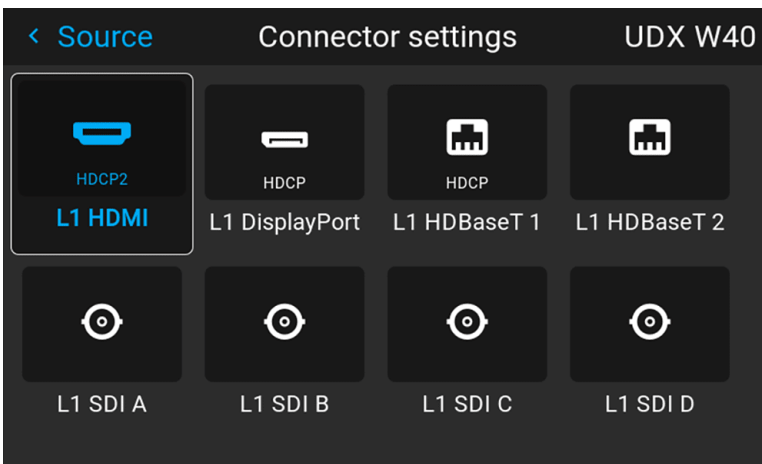 Source
Connector settings
UDX W40
HDCP2
HDCP
HDCP
L1 HDMI
L1 DisplayPort
L1 HDBaseT 1
L1 HDBaseT 2
L1 SDI A
L1 SDI B
L1 SDI C
L1 SDI D